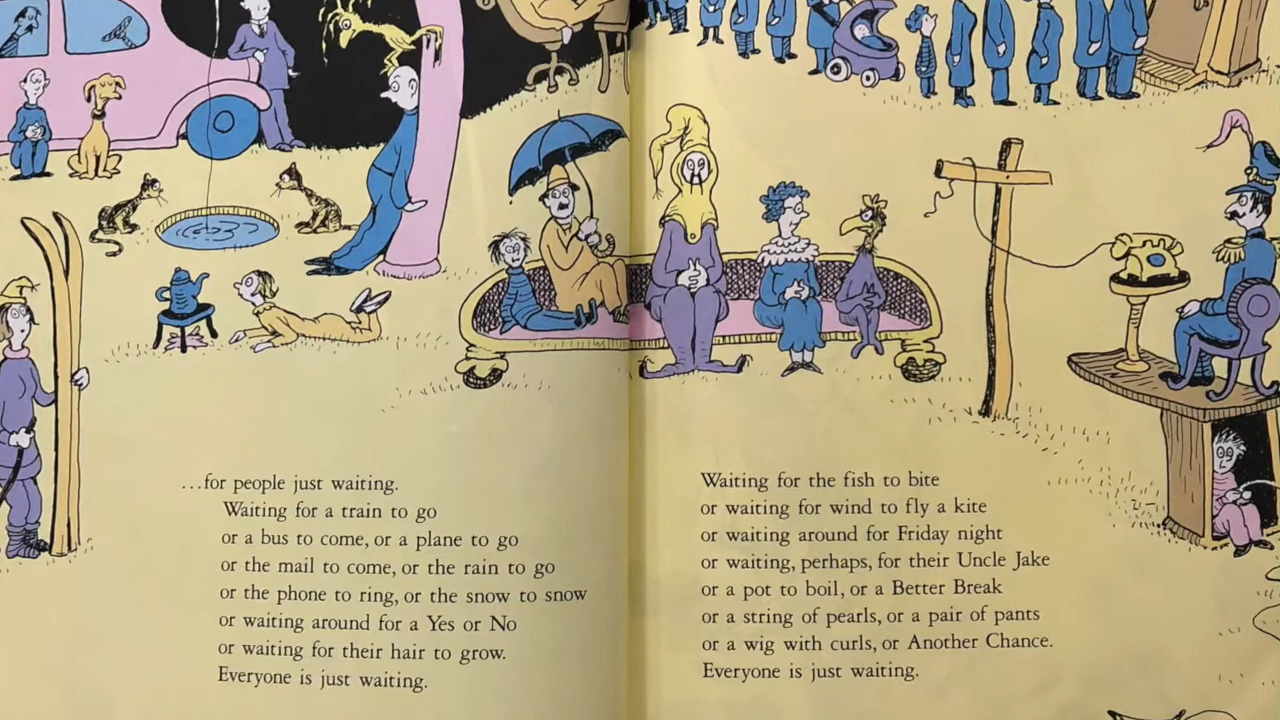 ...for people just waiting.
Waiting for a train to go
or a bus to come, or a plane to go
or the mail to come, or the rain to go
or the phone to ring, or the snow to snow
or waiting around for a Yes or No
or waiting for their hair to grow.
Everyone is just waiting.
Waiting for the fish to bite
or waiting for wind to fly a kite
or waiting around for Friday night
or waiting, perhaps, for their Uncle Jake
or a pot to boil, or a Better Break
or a string of pearls, or a pair of pants
or a wig with curls, or Another Chance.
Everyone is just waiting.